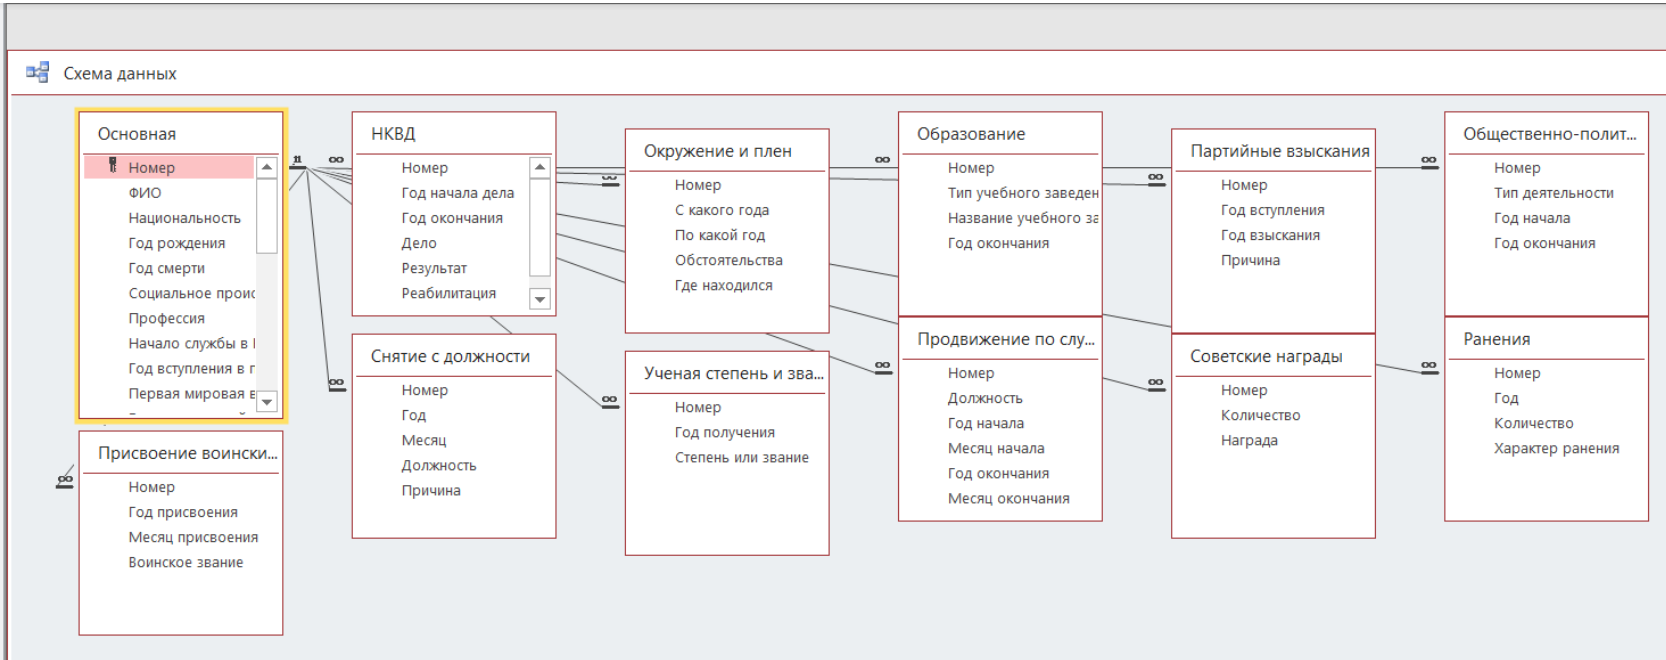 Схема данных
Основная
Номер
ФИО
Национальность
Год рождения
Год смерти
Социальное проис
Профессия
Начало службы в
Год вступления в п
Первая мировая в
НКВД
Номер
Год начала дела
Год окончания
Дело
Результат
Реабилитация
Окружение и плен
Номер
С какого года
По какой год
Обстоятельства
Где находился
Образование
Номер
Тип учебного заведен
Название учебного за
Год окончания
Партийные взыскания
Номер
Год вступления
Год взыскания
Причина
Общественно-полит...
Номер
Тип деятельности
Год начала
Год окончания
Присвоение воински...
Номер
Год присвоения
Месяц присвоения
Воинское звание
Снятие с должности
Номер
Год
Месяц
Должность
Причина
Ученая степень и зва...
Номер
Год получения
Степень или звание
Продвижение по слу...
Номер
Должность
Год начала
Месяц начала
Год окончания
Месяц окончания
Советские награды
Номер
Количество
Награда
Ранения
Номер
Год
Количество
Характер ранения